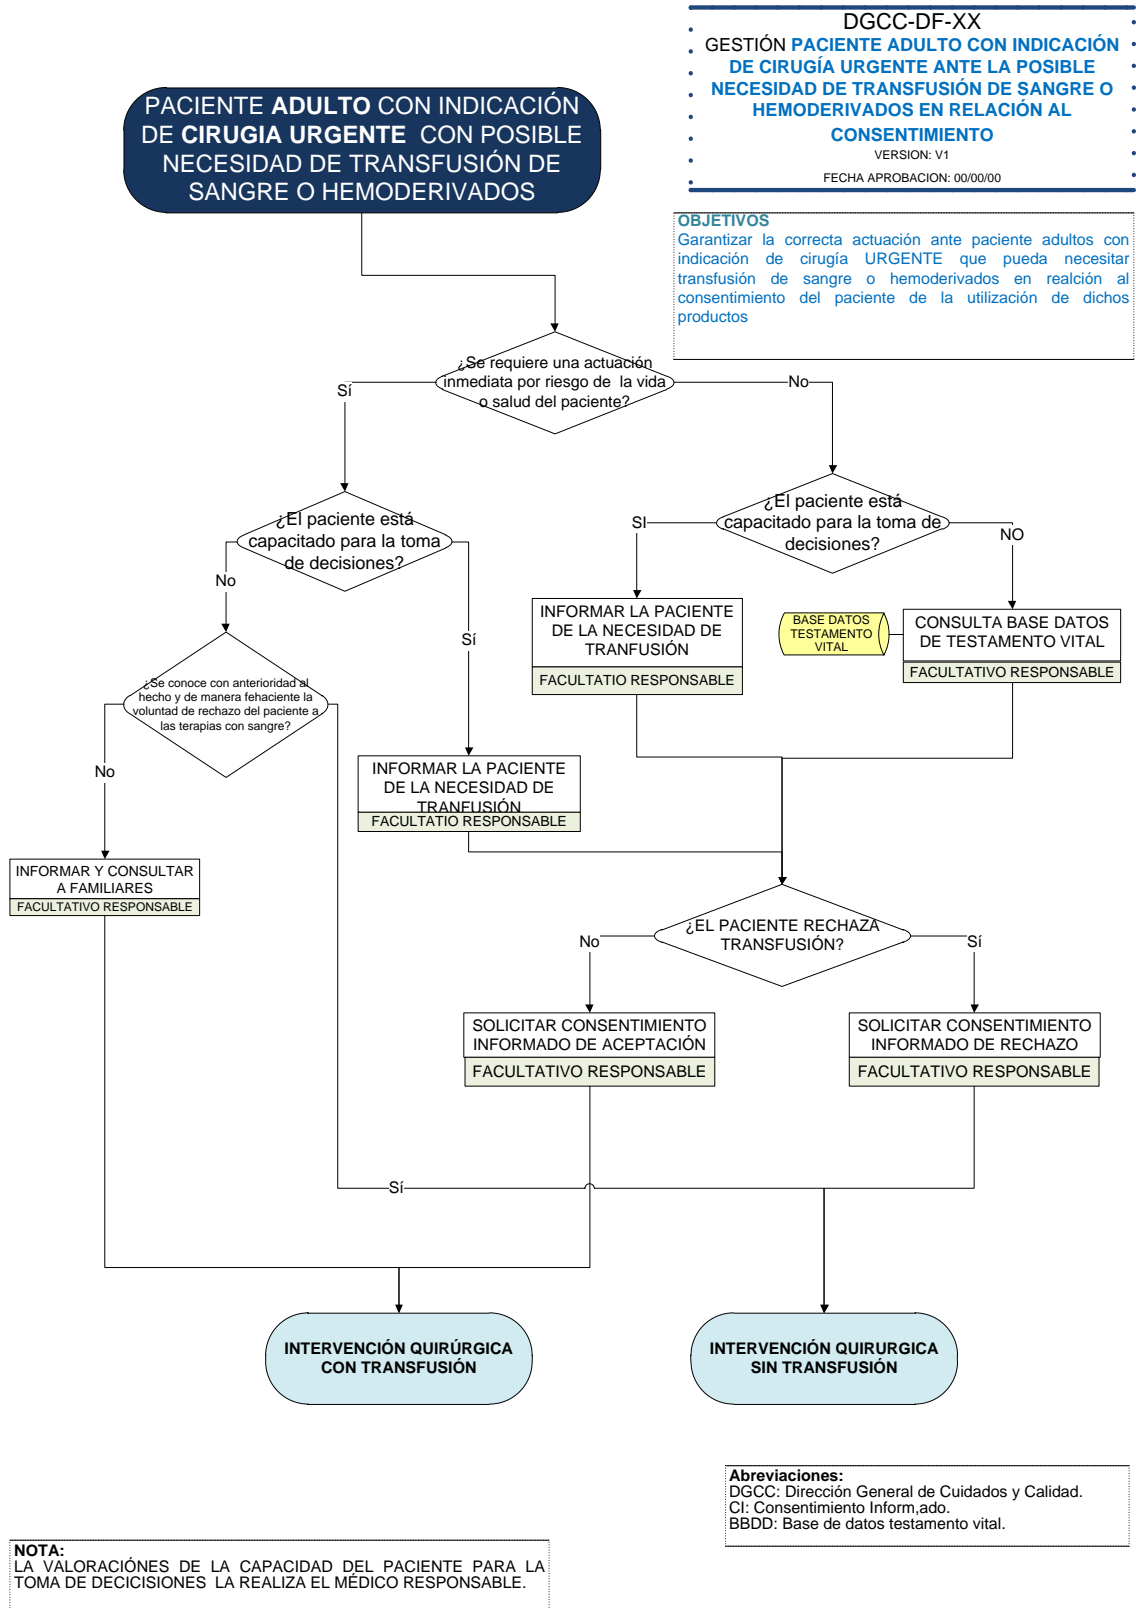 DGCC-DF-XX
GESTIÓN PACIENTE ADULTO CON INDICACIÓN
DE CIRUGÍA URGENTE ANTE LA POSIBLE
NECESIDAD DE TRANSFUSIÓN DE SANGRE O
HEMODERIVADOS EN RELACIÓN AL
CONSENTIMIENTO
VERSION: V1
FECHA APROBACION: 00/00/00
PACIENTE ADULTO CON INDICACIÓN
DE CIRUGIA URGENTE CON POSIBLE
NECESIDAD DE TRANSFUSIÓN DE
SANGRE O HEMODERIVADOS
OBJETIVOS
Garantizar la correcta actuación ante paciente adultos con
indicación de cirugía URGENTE que pueda necesitar
transfusión de sangre o hemoderivados en realción al
consentimiento del paciente de la utilización de dichos
productos
¿Se requiere una actuación
inmediata por riesgo de la vida
o salud del paciente?
Sí
No
¿El paciente está
capacitado para la toma
de decisiones?
¿El paciente está
capacitado para la toma de
decisiones?
SI
NO
No
Sí
INFORMAR LA PACIENTE
DE LA NECESIDAD DE
TRANFUSIÓN
FACULTATIO RESPONSABLE
BASE DATOS
TESTAMENTO
VITAL
CONSULTA BASE DATOS
DE TESTAMENTO VITAL
FACULTATIVO RESPONSABLE
¿Se conoce con anterioridad al
hecho y de manera fehaciente la
voluntad de rechazo del paciente a
las terapias con sangre?
No
INFORMAR LA PACIENTE
DE LA NECESIDAD DE
TRANFUSIÓN
FACULTATIO RESPONSABLE
INFORMAR Y CONSULTAR
A FAMILIARES
FACULTATIVO RESPONSABLE
¿EL PACIENTE RECHAZA
TRANSFUSIÓN?
No
Sí
SOLICITAR CONSENTIMIENTO
INFORMADO DE ACEPTACIÓN
FACULTATIVO RESPONSABLE
SOLICITAR CONSENTIMIENTO
INFORMADO DE RECHAZO
FACULTATIVO RESPONSABLE
Sí
INTERVENCIÓN QUIRÚRGICA
CON TRANSFUSIÓN
INTERVENCIÓN QUIRURGICA
SIN TRANSFUSIÓN
Abreviaciones:
DGCC: Dirección General de Cuidados y Calidad.
CI: Consentimiento Inform,ado.
BBDD: Base de datos testamento vital.
NOTA:
LA VALORACIÓNES DE LA CAPACIDAD DEL PACIENTE PARA LA
TOMA DE DECICISIONES LA REALIZA EL MÉDICO RESPONSABLE.